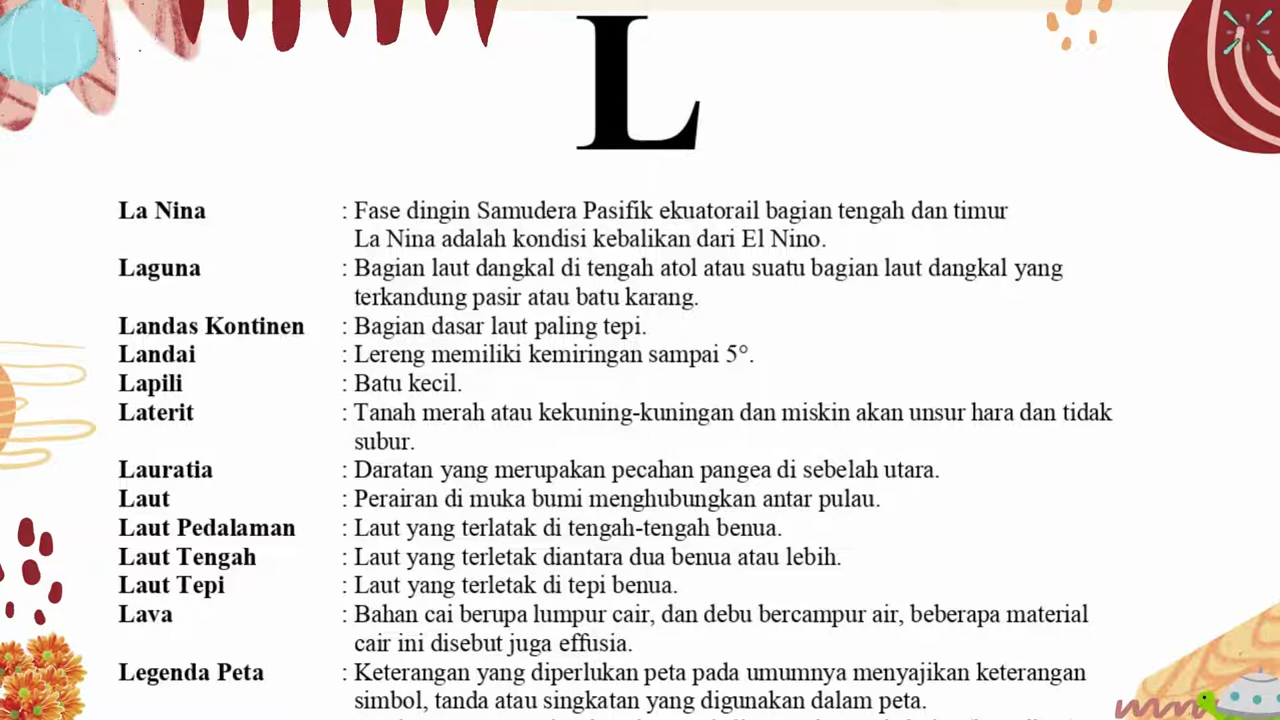 L
La Nina : Fase dingin Samudera Pasifik ekuatorail bagian tengah dan timur
La Nina adalah kondisi kebalikan dari El Nino.
Laguna : Bagian laut dangkal di tengah atol atau suatu bagian laut dangkal yang
terkandung pasir atau batu karang.
Landas Kontinen : Bagian dasar laut paling tepi.
Landai : Lereng memiliki kemiringan sampai 5°.
Lapili : Batu kecil.
Laterit : Tanah merah atau kekuning-kuningan dan miskin akan unsur hara dan tidak
subur.
Lauratia : Daratan yang merupakan pecahan pangea di sebelah utara.
Laut : Perairan di muka bumi menghubungkan antar pulau.
Laut Pedalaman : Laut yang terlatak di tengah-tengah benua.
Laut Tengah : Laut yang terletak diantara dua benua atau lebih.
Laut Tepi : Laut yang terletak di tepi benua.
Lava : Bahan cai berupa lumpur cair, dan debu bercampur air, beberapa material
cair ini disebut juga effusia.
Legenda Peta : Keterangan yang diperlukan peta pada umumnya menyajikan keterangan
simbol, tanda atau singkatan yang digunakan dalam peta.